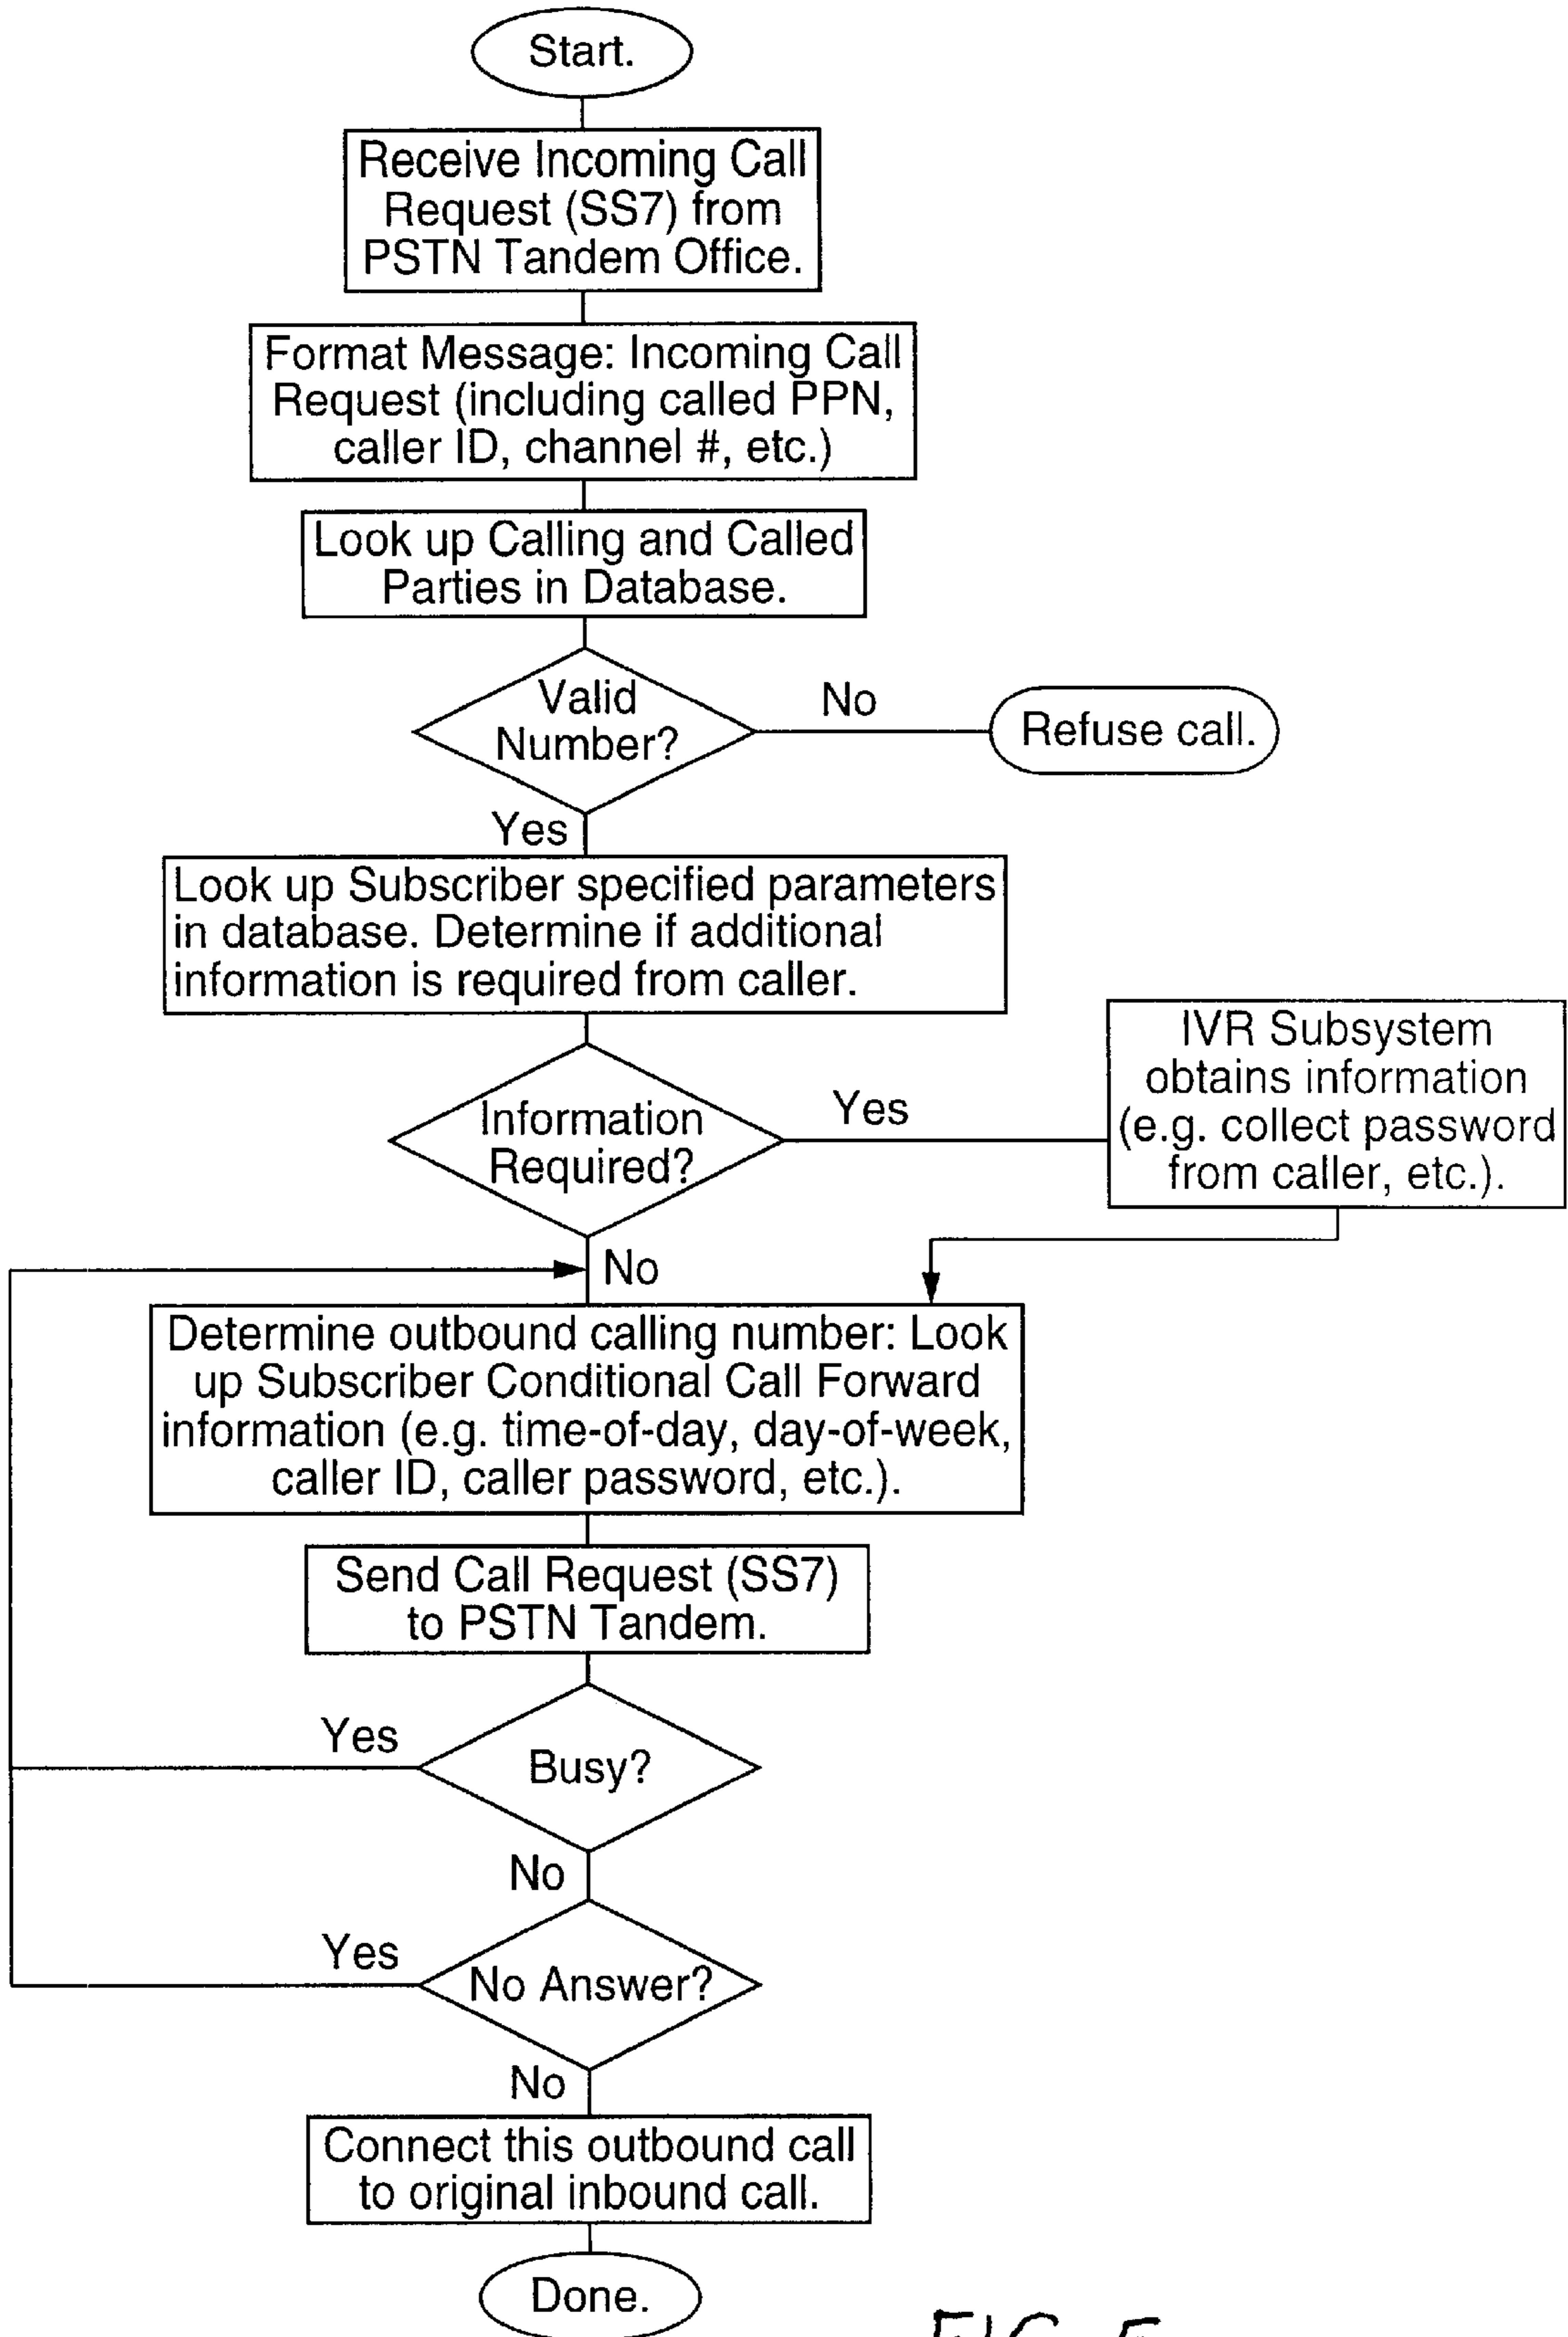 Start.
Receive Incoming Call
Request (SS7) from
PSTN Tandem Office.
Format Message: Incoming Call
Request (including called PPN,
caller ID, channel #, etc.)
Look up Calling and Called
Parties in Database.
Valid
Number?
No
Refuse call.
Yes
Look up Subscriber specified parameters
in database. Determine if additional
information is required from caller.
Information
Required?
Yes
IVR Subsystem
obtains information
(e.g. collect password
from caller, etc.).
No
Determine outbound calling number: Look
up Subscriber Conditional Call Forward
information (e.g. time-of-day, day-of-week,
caller ID, caller password, etc.).
Send Call Request (SS7)
to PSTN Tandem.
Yes
Busy?
No
Yes
No Answer?
No
Connect this outbound call
to original inbound call.
Done.